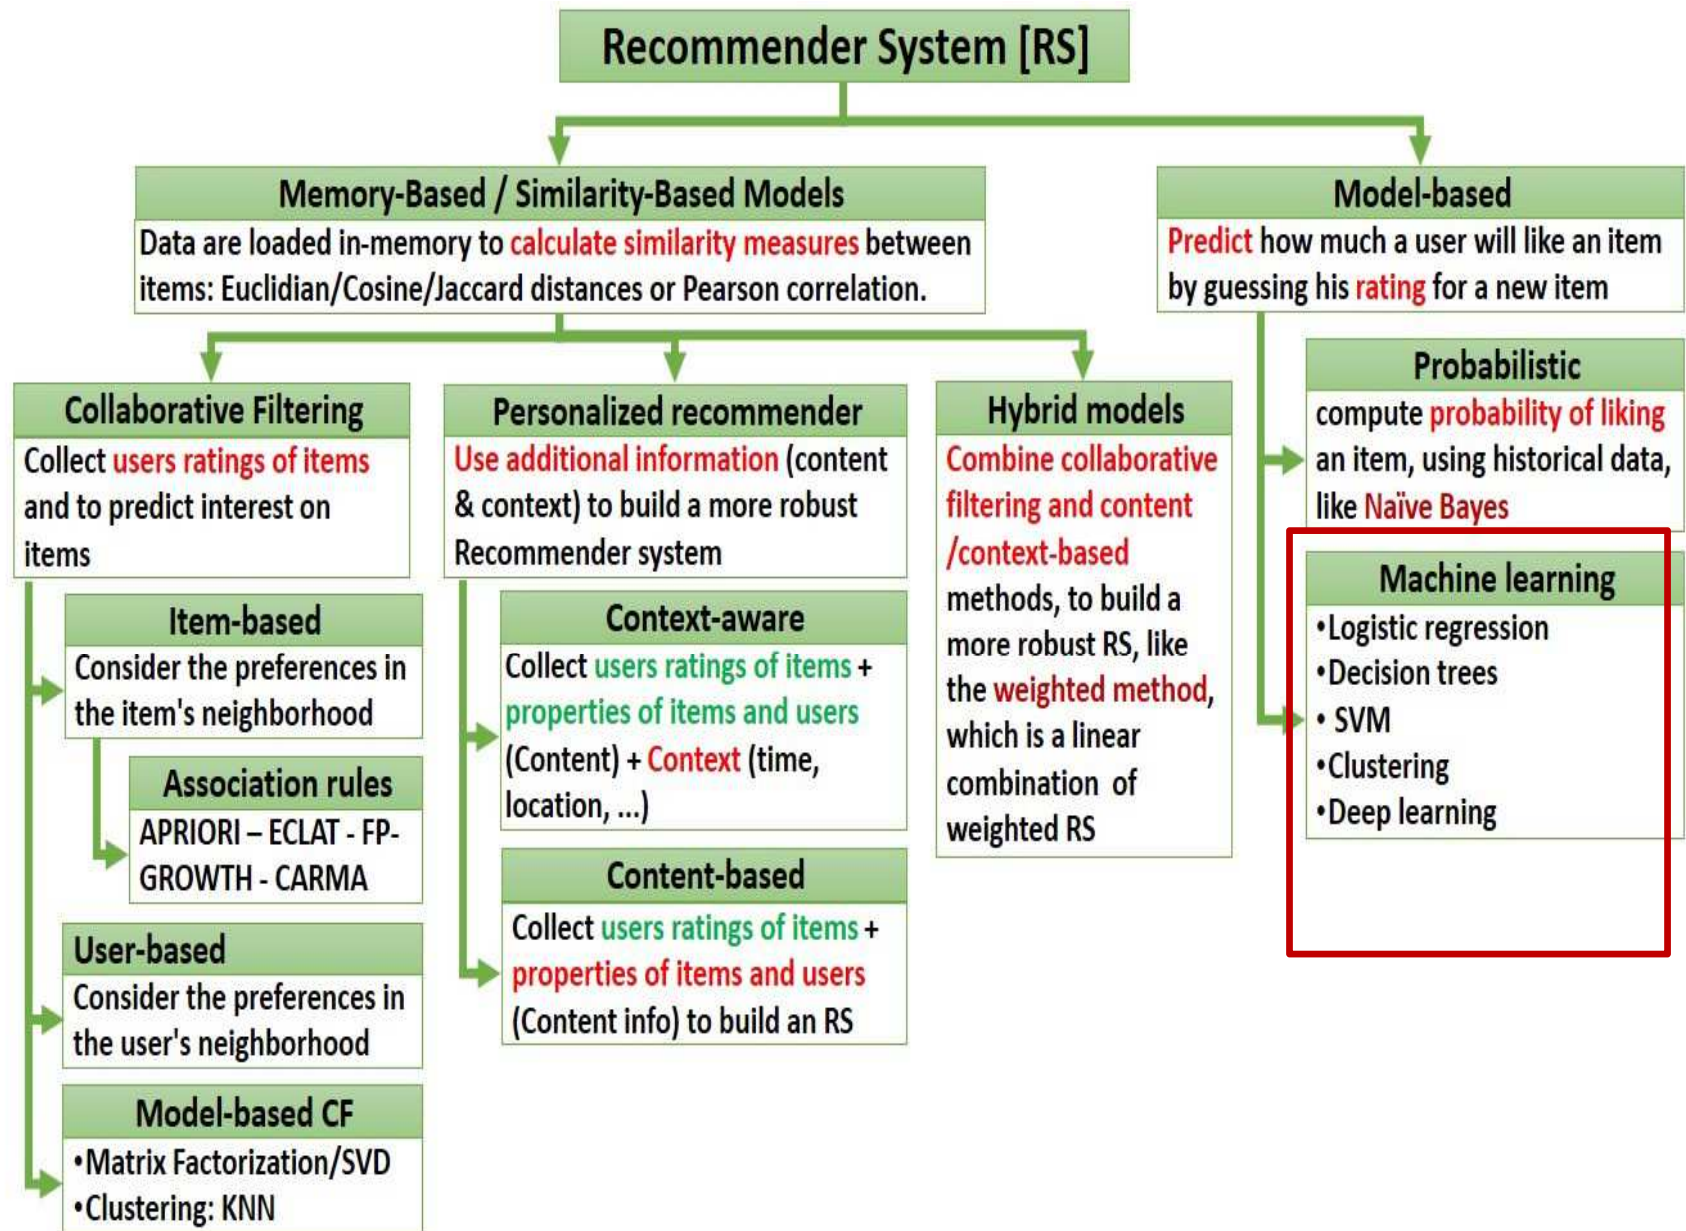 Recommender System [RS]
Memory-Based / Similarity-Based Models
Data are loaded in-memory to calculate similarity measures between
items: Euclidian/Cosine/Jaccard distances or Pearson correlation.
Model-based
Predict how much a user will like an item
by guessing his rating for a new item
Collaborative Filtering
Collect users ratings of items
and to predict interest on
items
Item-based
Consider the preferences in
the item's neighborhood
Association rules
APRIORI – ECLAT - FP-
GROWTH - CARMA
User-based
Consider the preferences in
the user's neighborhood
Model-based CF
•Matrix Factorization/SVD
•Clustering: KNN
Personalized recommender
Use additional information (content
& context) to build a more robust
Recommender system
Context-aware
Collect users ratings of items +
properties of items and users
(Content) + Context (time,
location, ...)
Content-based
Collect users ratings of items +
properties of items and users
(Content info) to build an RS
Hybrid models
Combine collaborative
filtering and content
/context-based
methods, to build a
more robust RS, like
the weighted method,
which is a linear
combination of
weighted RS
Probabilistic
compute probability of liking
an item, using historical data,
like Naïve Bayes
Machine learning
•Logistic regression
•Decision trees
• SVM
•Clustering
•Deep learning